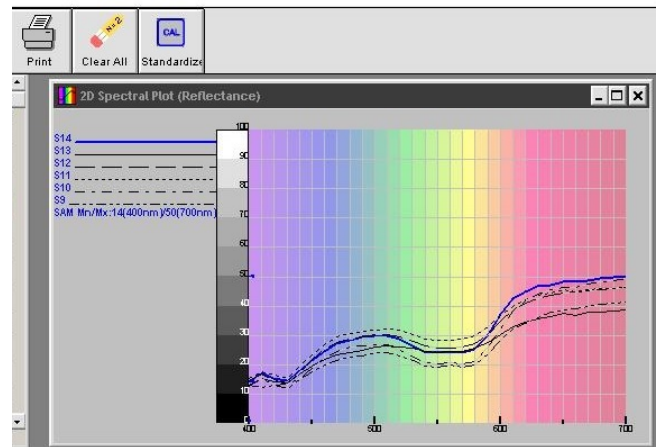 N=2
CAL
Print
Clear All
Standardize
2D Spectral Plot (Reflectance)
S14
S13
S12
S11
S10
S9
SAM Mn/Mx:14(400nm)/50(700nm)
100
90
80
70
60
50
40
30
20
10
0
400
500
600
700